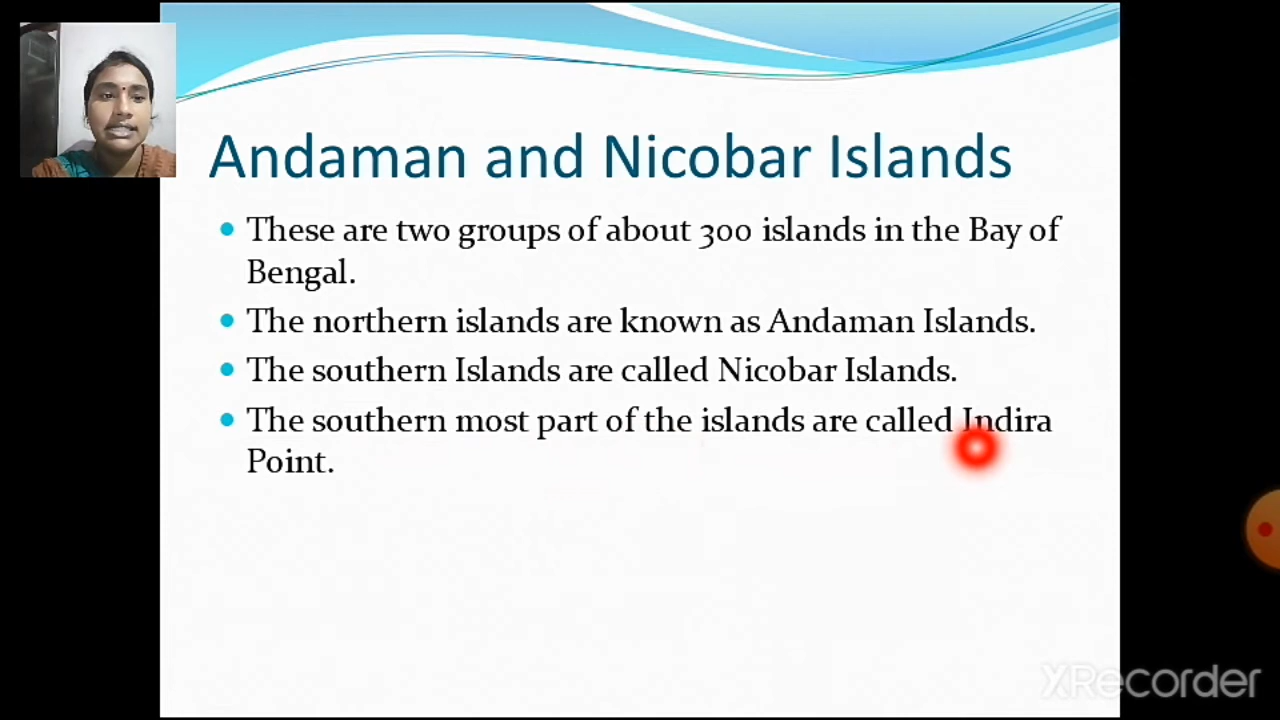 Andaman and Nicobar Islands
These are two groups of about 300 islands in the Bay of
Bengal.
The northern islands are known as Andaman Islands.
The southern Islands are called Nicobar Islands.
The southern most part of the islands are called Indira
Point.
XRecorder